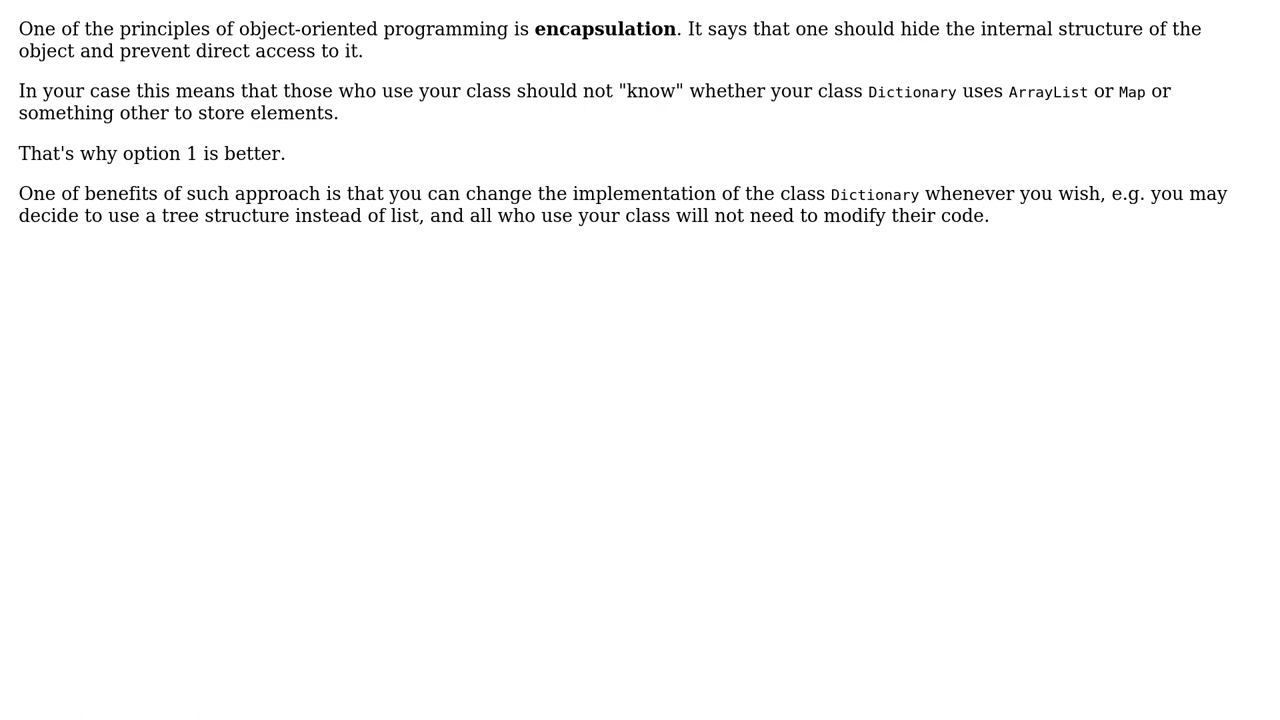 One of the principles of object-oriented programming is encapsulation. It says that one should hide the internal structure of the
object and prevent direct access to it.
In your case this means that those who use your class should not "know" whether your class Dictionary uses ArrayList or Map or
something other to store elements.
That's why option 1 is better.
One of benefits of such approach is that you can change the implementation of the class Dictionary whenever you wish, e.g. you may
decide to use a tree structure instead of list, and all who use your class will not need to modify their code.